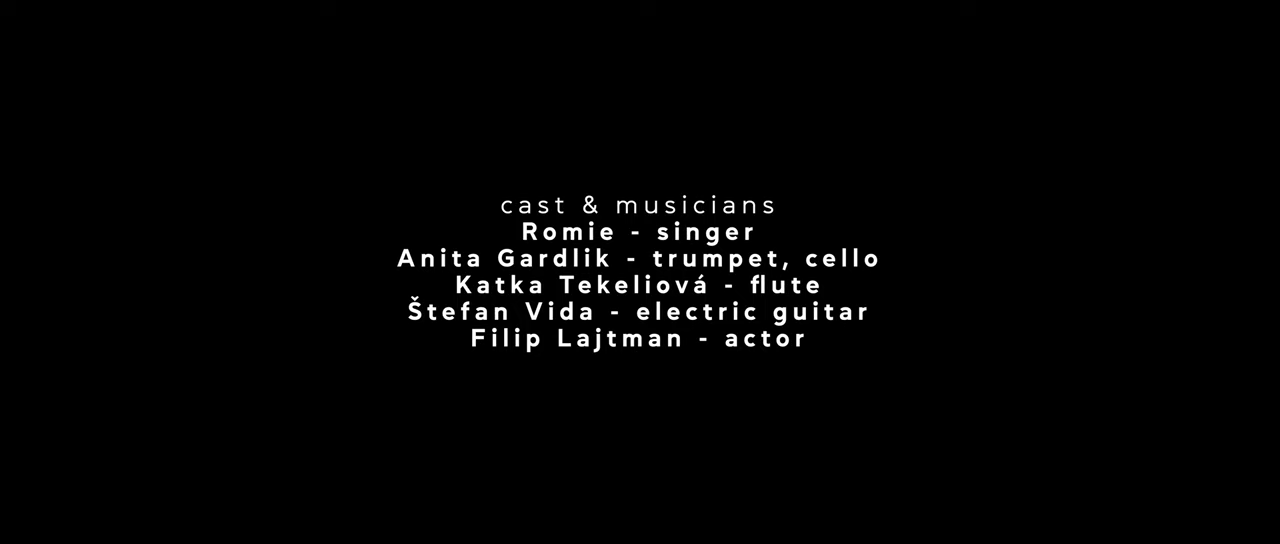 cast & musicians
Romie - singer
Anita Gardlik - trumpet, cello
Katka Tekeliová - flute
Štefan Vida - electric guitar
Filip Lajtman - actor